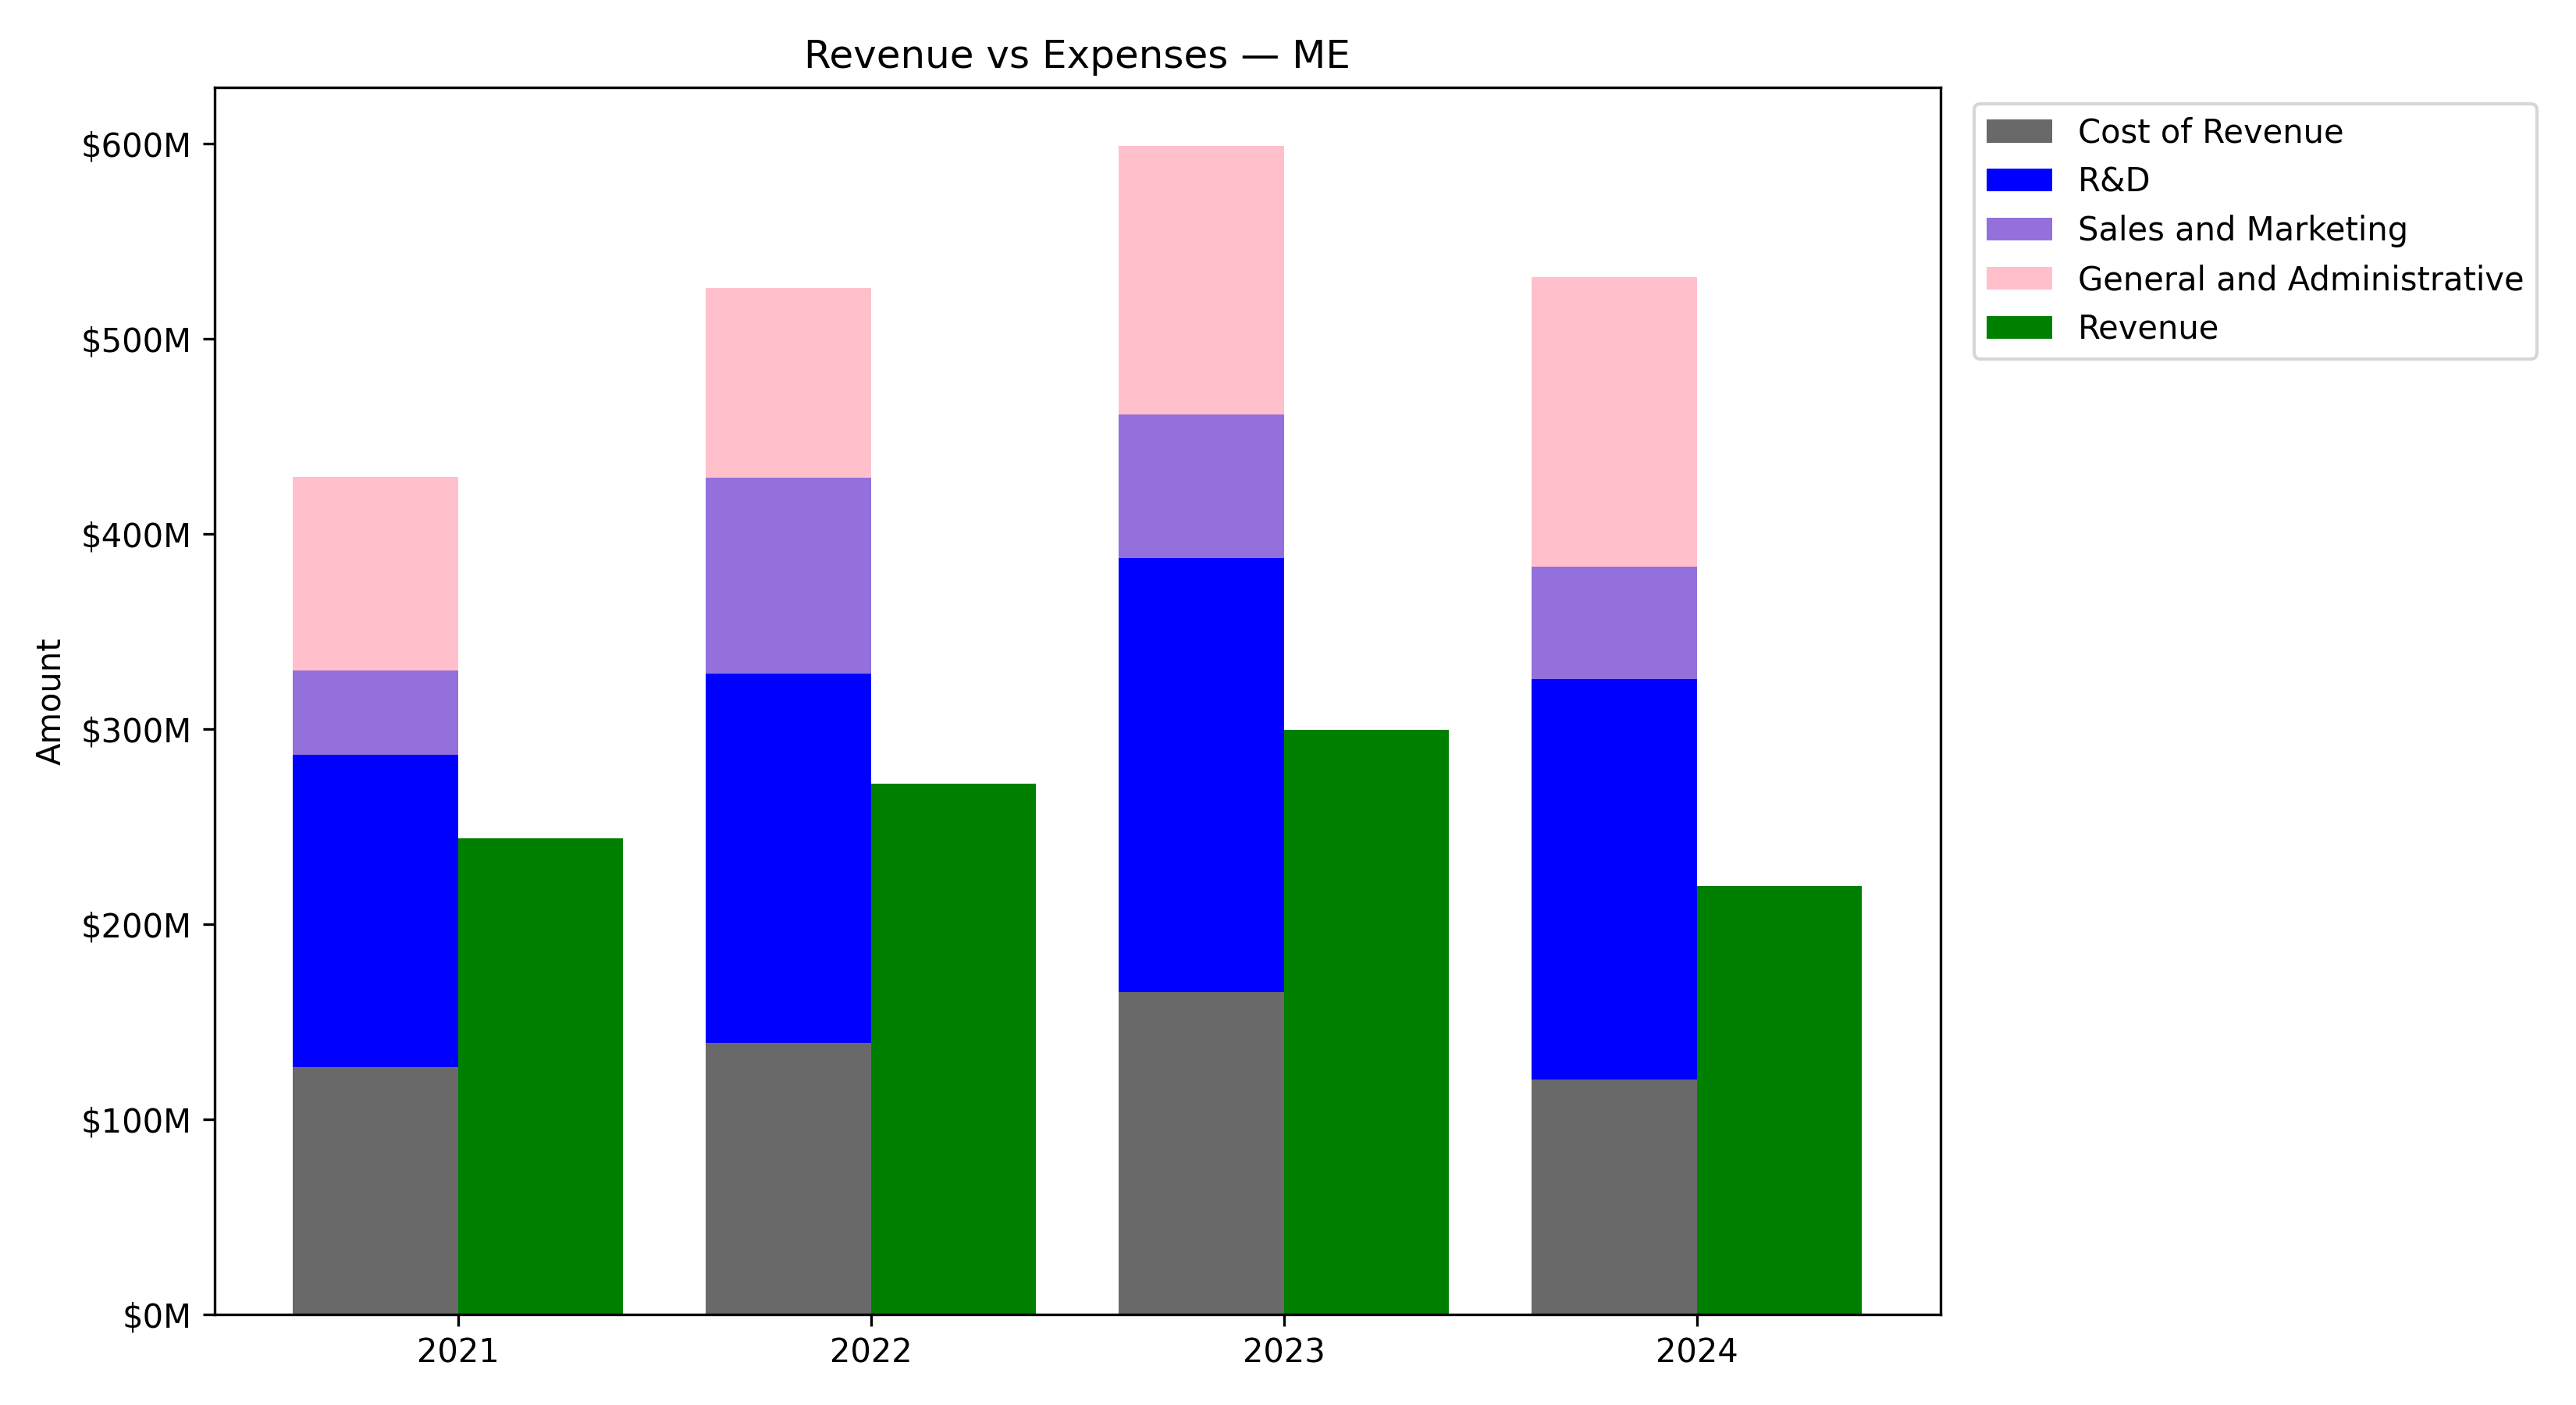 Revenue vs Expenses — ME
Cost of Revenue
R&D
Sales and Marketing
General and Administrative
Revenue
$600M
$500M
$400M
$300M
$200M
$100M
$0M
Amount
2021
2022
2023
2024